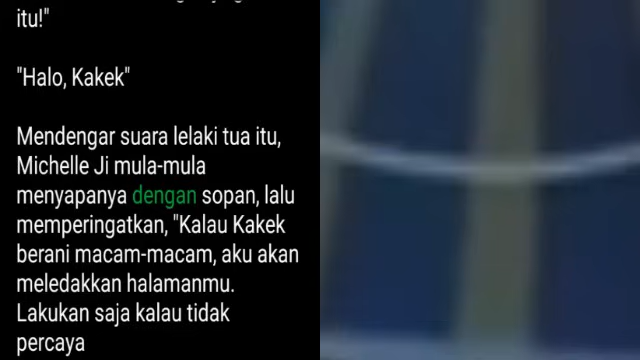 itu!"
"Halo, Kakek"
Mendengar suara lelaki tua itu,
Michelle Ji mula-mula
menyapanya dengan sopan, lalu
memperingatkan, "Kalau Kakek
berani macam-macam, aku akan
meledakkan halamanmu.
Lakukan saja kalau tidak
percaya